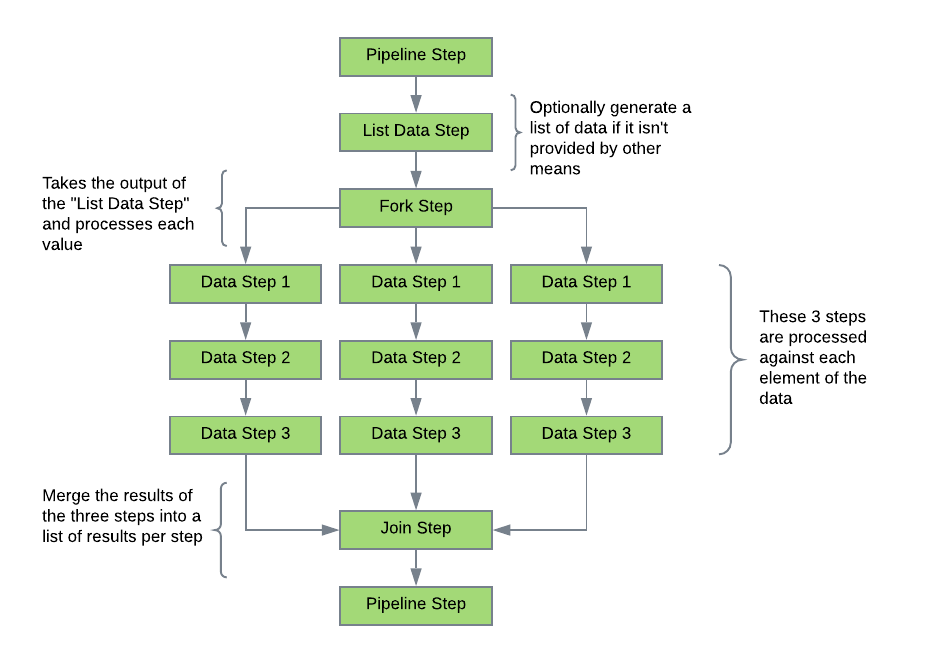 Pipeline Step
List Data Step
Optionally generate a
list of data if it isn't
provided by other
means
Takes the output of
the "List Data Step"
and processes each
value
Fork Step
Data Step 1
Data Step 1
Data Step 1
Data Step 2
Data Step 2
Data Step 2
Data Step 3
Data Step 3
Data Step 3
These 3 steps
are processed
against each
element of the
data
Merge the results of
the three steps into a
list of results per step
Join Step
Pipeline Step